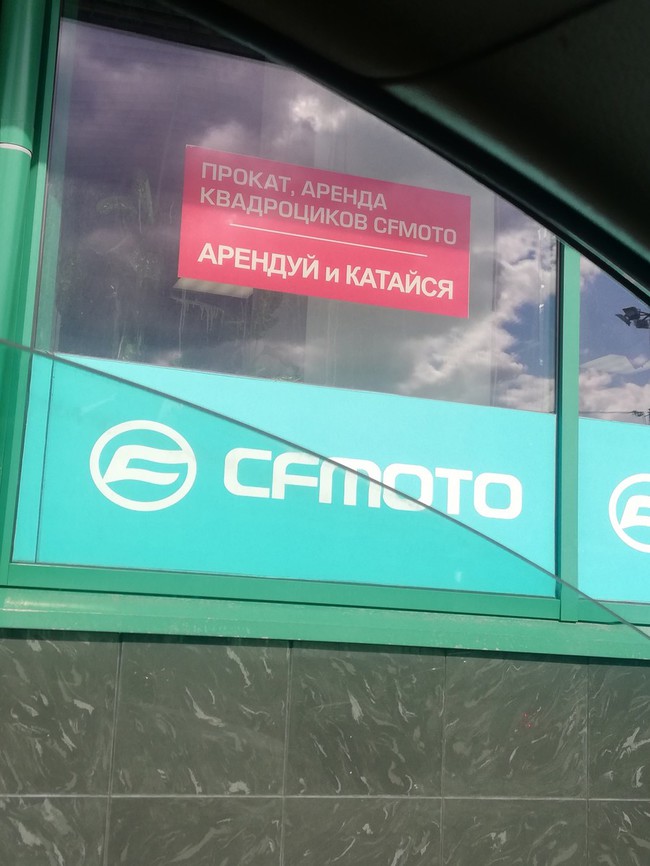 ПРОКАТ, АРЕНДА
КВАДРОЦИКОВ CFMOTO
АРЕНДУЙ и КАТАЙСЯ
CFMOTO